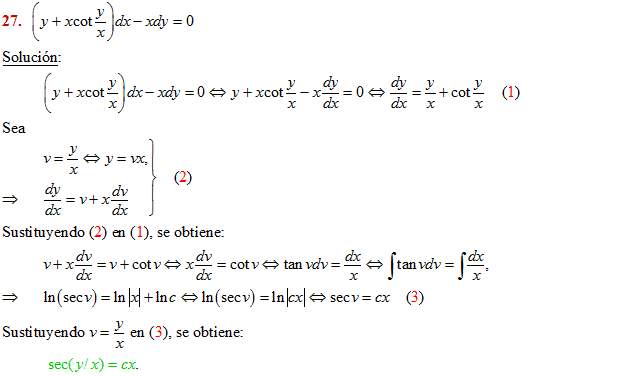 27. (y + xcot y/x)dx − xdy = 0
Solución:
(y + xcot y/x)dx − xdy = 0 ⇔ y + xcot y/x − x dy/dx = 0 ⇔ dy/dx = y/x + cot y/x (1)
Sea
v = y/x ⇔ y = vx,
⇒ dy/dx = v + x dv/dx } (2)
Sustituyendo (2) en (1), se obtiene:
v + x dv/dx = v + cot v ⇔ x dv/dx = cot v ⇔ tan vdv = dx/x ⇔ ∫tan vdv = ∫dx/x,
⇒ ln(sec v) = ln|x| + ln c ⇔ ln(sec v) = ln|cx| ⇔ sec v = cx (3)
Sustituyendo v = y/x en (3), se obtiene:
sec(y/x) = cx.